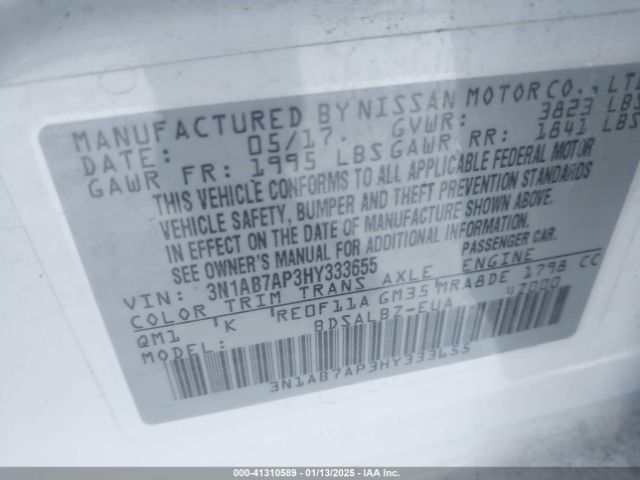 MANUFACTURED BY NISSAN MOTOR CO., LTD
DATE: 05/17. GVWR: 3823 LBS
GAWR FR: 1995 LBS GAWR RR: 1841 LBS
THIS VEHICLE CONFORMS TO ALL APPLICABLE FEDERAL MOTOR
VEHICLE SAFETY, BUMPER AND THEFT PREVENTION STANDARDS
IN EFFECT ON THE DATE OF MANUFACTURE SHOWN ABOVE.
SEE OWNER'S MANUAL FOR ADDITIONAL INFORMATION.
VIN: 3N1AB7AP3HY333655 PASSENGER CAR.
COLOR TRIM TRANS AXLE ENGINE
QM1 K RE0F11A GM35 MRA8DE 1798 CC
MODEL: BDSALBZ-EUA 42000
3N1AB7AP3HY333655
000-41310589 - 01/13/2025 - IAAI.COM